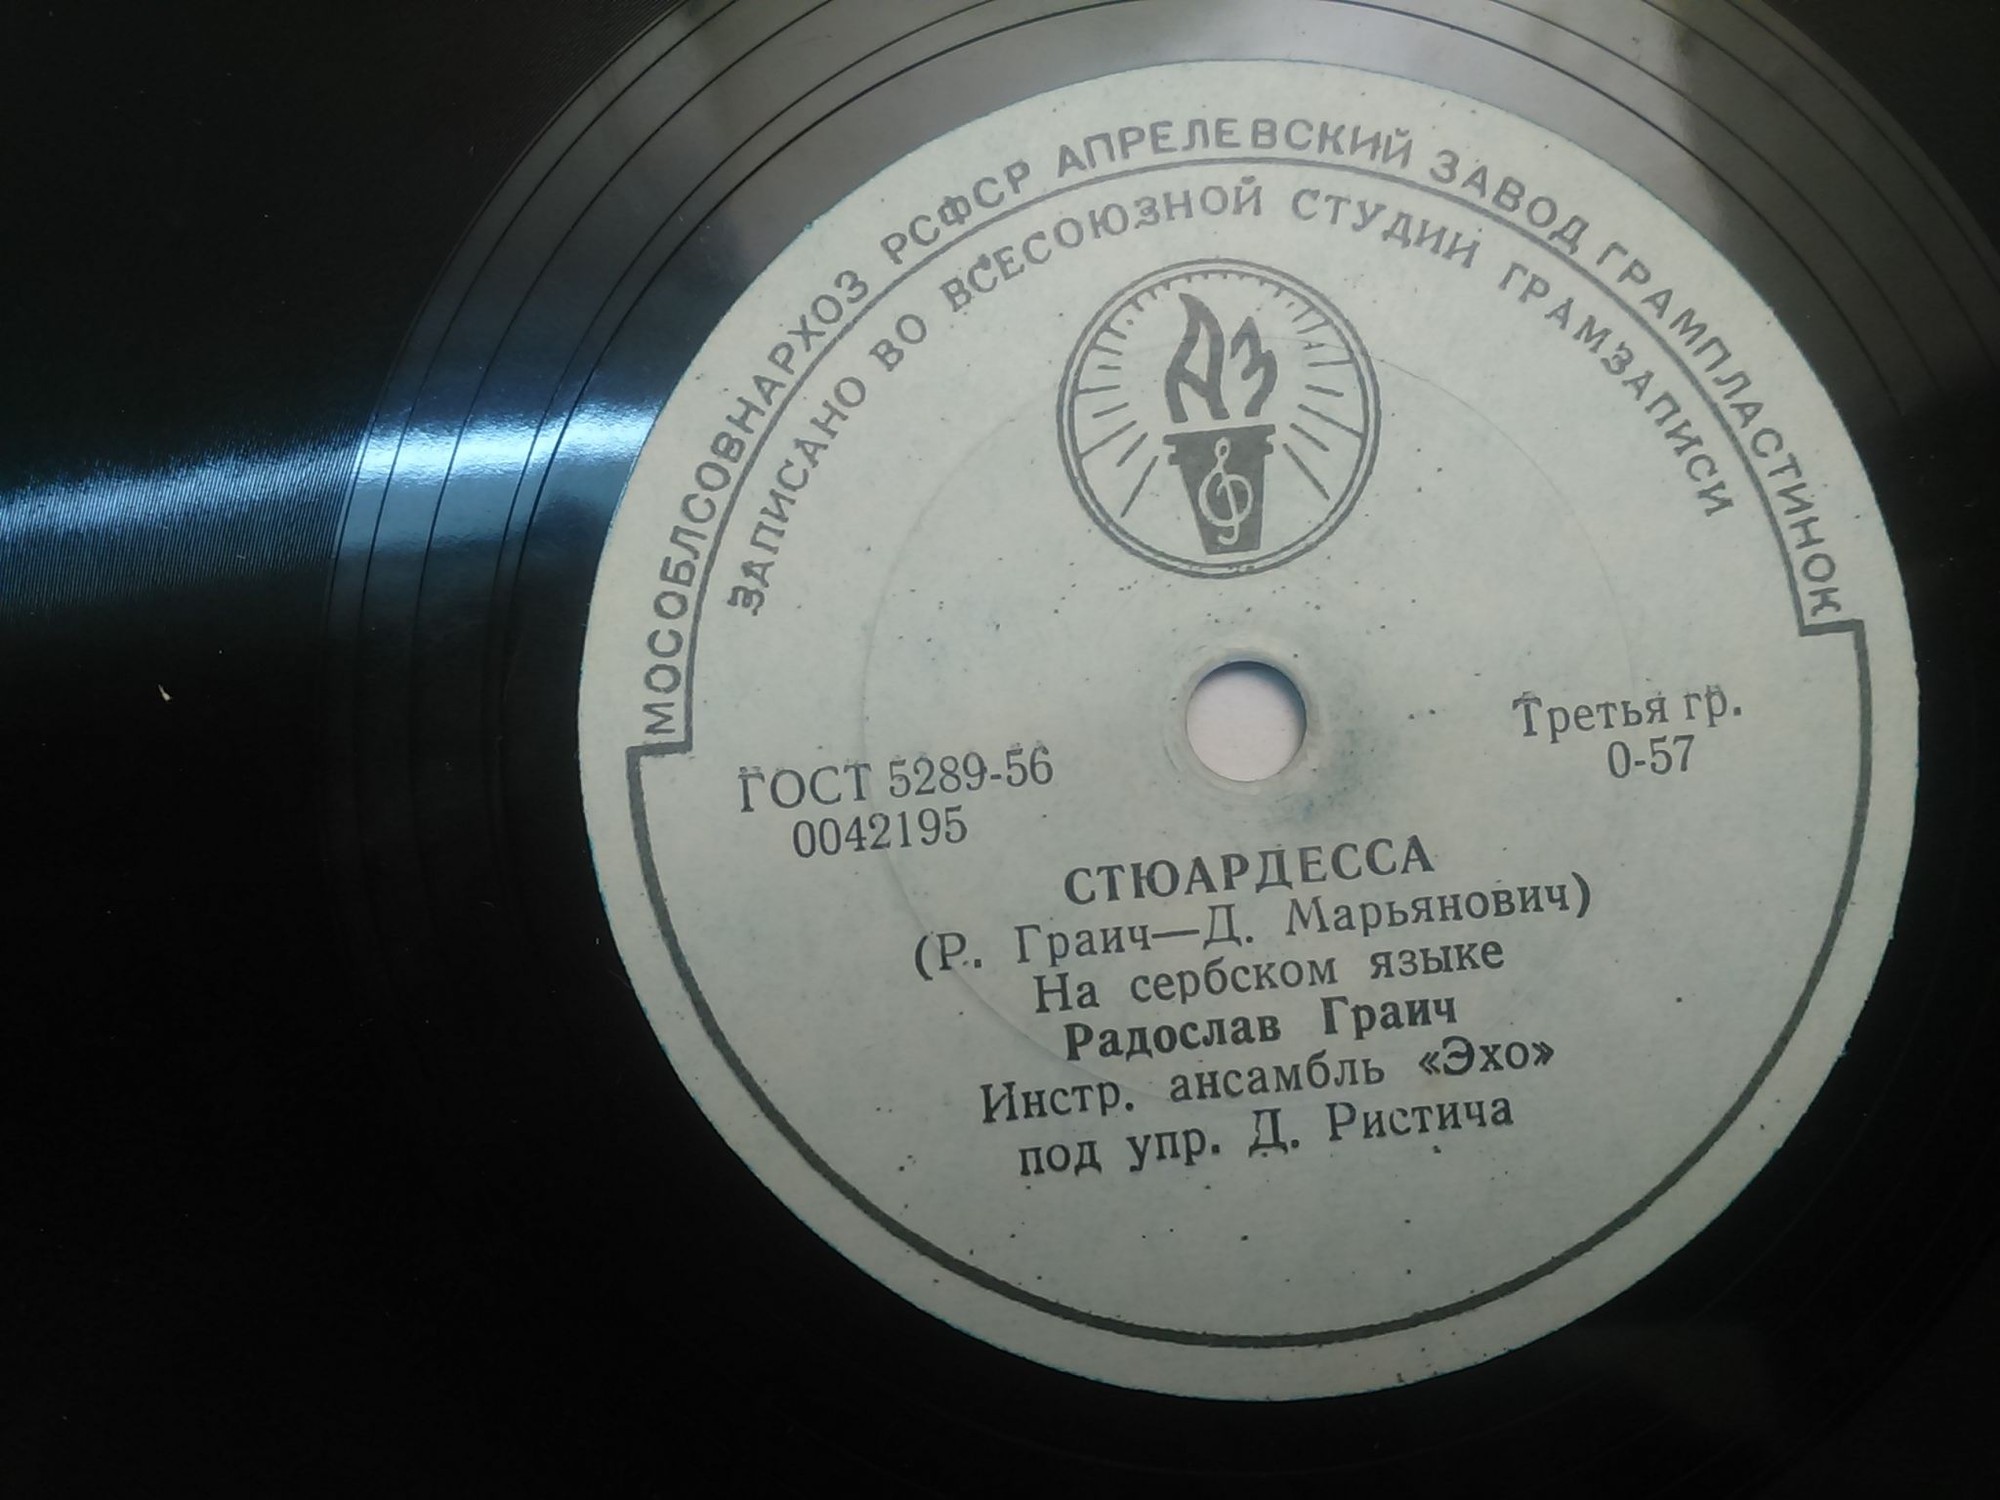 МОСОБЛСОВНАРХОЗ РСФСР АПРЕЛЕВСКИЙ ЗАВОД ГРАМПЛАСТИНОК
ЗАПИСАНО ВО ВСЕСОЮЗНОЙ СТУДИИ ГРАМЗАПИСИ
АЗ
ГОСТ 5289-56
0042195
Третья гр.
0-57
СТЮАРДЕССА
(Р. Граич—Д. Марьянович)
На сербском языке
Радослав Граич
Инстр. ансамбль «Эхо»
под упр. Д. Ристича